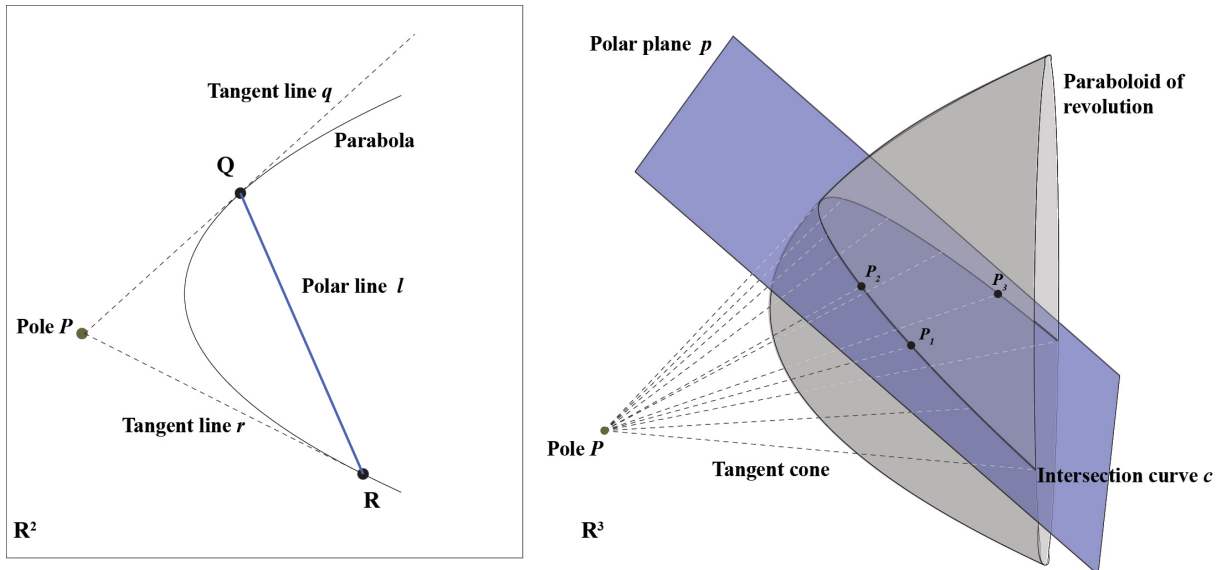 Tangent line q
Parabola
Q
Polar line l
Pole P
Tangent line r
R
R²
Polar plane p
Paraboloid of
revolution
P₂
P₃
P₁
Pole P
Tangent cone
Intersection curve c
R³